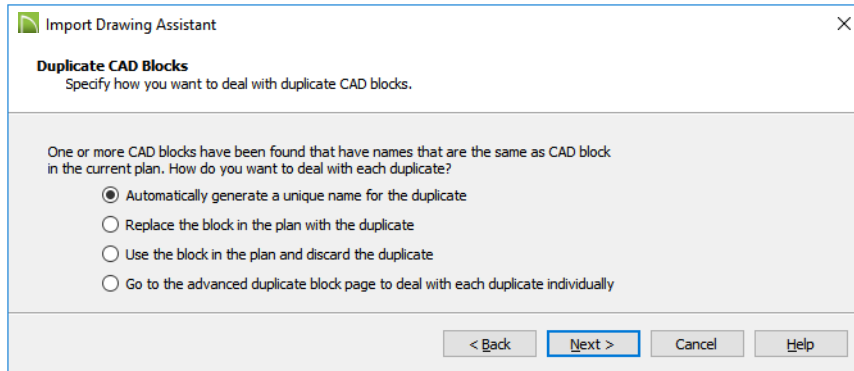 Import Drawing Assistant
Duplicate CAD Blocks
Specify how you want to deal with duplicate CAD blocks.
One or more CAD blocks have been found that have names that are the same as CAD block
in the current plan. How do you want to deal with each duplicate?
Automatically generate a unique name for the duplicate
Replace the block in the plan with the duplicate
Use the block in the plan and discard the duplicate
Go to the advanced duplicate block page to deal with each duplicate individually
< Back Next > Cancel Help